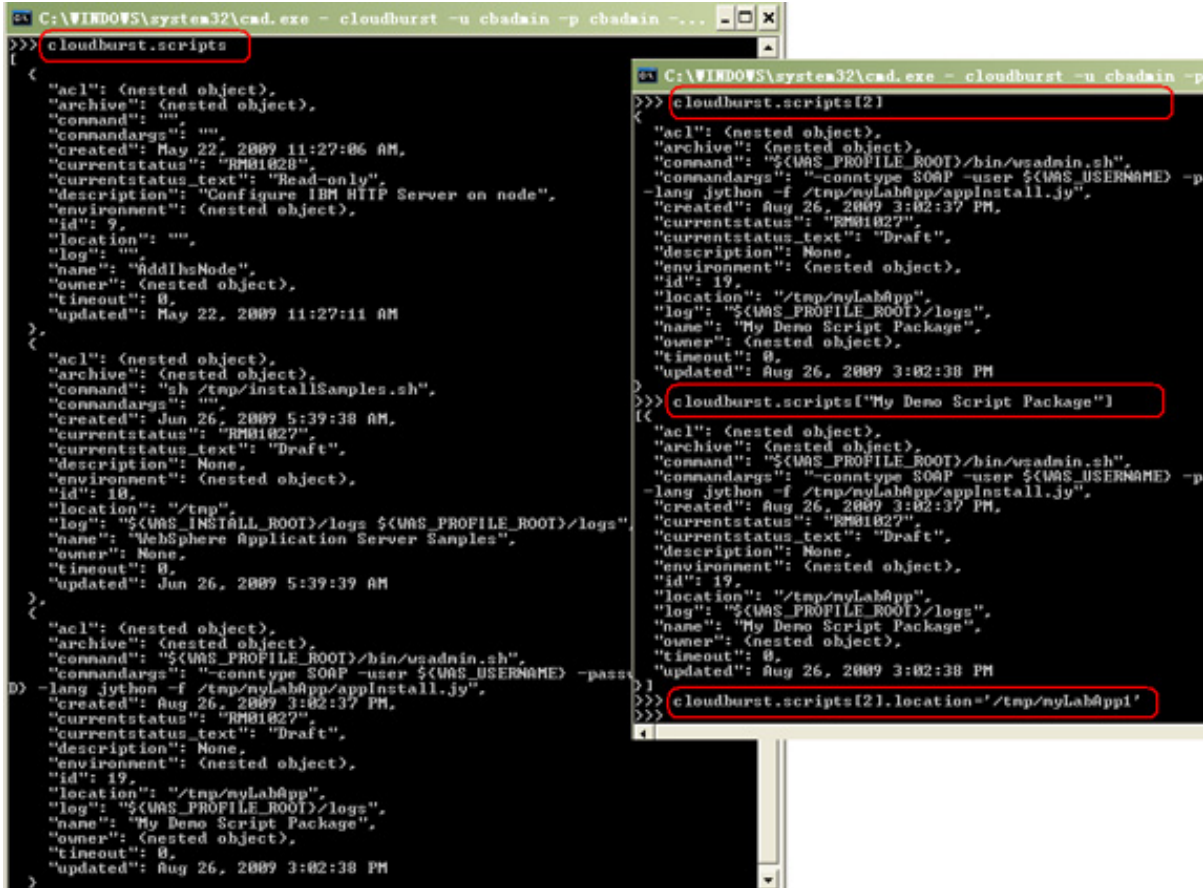 C:\WINDOWS\system32\cmd.exe - cloudburst -u cbadmin -p cbadmin -...
>>> cloudburst.scripts
[
{
"acl": (nested object),
"archive": (nested object),
"command": "",
"commandargs": "",
"created": May 22, 2009 11:27:06 AM,
"currentstatus": "RM01028",
"currentstatus_text": "Read-only",
"description": "Configure IBM HTTP Server on node",
"environment": (nested object),
"id": 9,
"location": "",
"log": "",
"name": "AddIhsNode",
"owner": (nested object),
"timeout": 0,
"updated": May 22, 2009 11:27:11 AM
},
{
"acl": (nested object),
"archive": (nested object),
"command": "sh /tmp/installSamples.sh",
"commandargs": "",
"created": Jun 26, 2009 5:39:38 AM,
"currentstatus": "RM01027",
"currentstatus_text": "Draft",
"description": None,
"environment": (nested object),
"id": 10,
"location": "/tmp",
"log": "${WAS_INSTALL_ROOT}/logs ${WAS_PROFILE_ROOT}/logs",
"name": "WebSphere Application Server Samples",
"owner": None,
"timeout": 0,
"updated": Jun 26, 2009 5:39:39 AM
},
{
"acl": (nested object),
"archive": (nested object),
"command": "${WAS_PROFILE_ROOT}/bin/wsadmin.sh",
"commandargs": "-conntype SOAP -user ${WAS_USERNAME} -passw
D} -lang jython -f /tmp/myLabApp/appInstall.jy",
"created": Aug 26, 2009 3:02:37 PM,
"currentstatus": "RM01027",
"currentstatus_text": "Draft",
"description": None,
"environment": (nested object),
"id": 19,
"location": "/tmp/myLabApp",
"log": "${WAS_PROFILE_ROOT}/logs",
"name": "My Demo Script Package",
"owner": (nested object),
"timeout": 0,
"updated": Aug 26, 2009 3:02:38 PM
}
C:\WINDOWS\system32\cmd.exe - cloudburst -u cbadmin -p
>>> cloudburst.scripts[2]
{
"acl": (nested object),
"archive": (nested object),
"command": "${WAS_PROFILE_ROOT}/bin/wsadmin.sh",
"commandargs": "-conntype SOAP -user ${WAS_USERNAME} -p
-lang jython -f /tmp/myLabApp/appInstall.jy",
"created": Aug 26, 2009 3:02:37 PM,
"currentstatus": "RM01027",
"currentstatus_text": "Draft",
"description": None,
"environment": (nested object),
"id": 19,
"location": "/tmp/myLabApp",
"log": "${WAS_PROFILE_ROOT}/logs",
"name": "My Demo Script Package",
"owner": (nested object),
"timeout": 0,
"updated": Aug 26, 2009 3:02:38 PM
}
>>> cloudburst.scripts["My Demo Script Package"]
[{
"acl": (nested object),
"archive": (nested object),
"command": "${WAS_PROFILE_ROOT}/bin/wsadmin.sh",
"commandargs": "-conntype SOAP -user ${WAS_USERNAME} -p
-lang jython -f /tmp/myLabApp/appInstall.jy",
"created": Aug 26, 2009 3:02:37 PM,
"currentstatus": "RM01027",
"currentstatus_text": "Draft",
"description": None,
"environment": (nested object),
"id": 19,
"location": "/tmp/myLabApp",
"log": "${WAS_PROFILE_ROOT}/logs",
"name": "My Demo Script Package",
"owner": (nested object),
"timeout": 0,
"updated": Aug 26, 2009 3:02:38 PM
}]
>>> cloudburst.scripts[2].location='/tmp/myLabApp1'
>>>